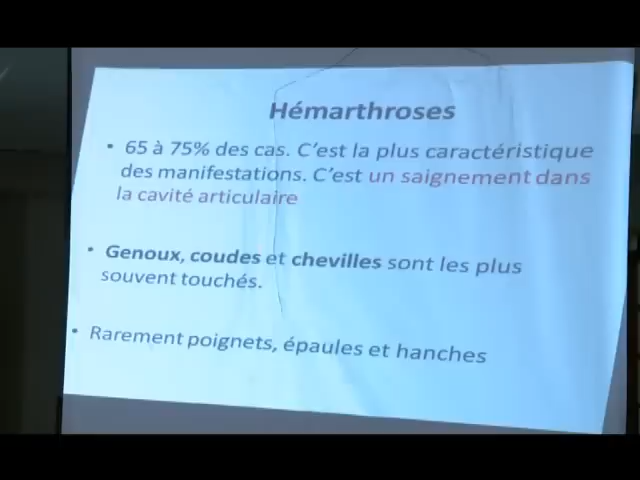 Hémarthroses
• 65 à 75% des cas. C'est la plus caractéristique
des manifestations. C'est un saignement dans
la cavité articulaire
• Genoux, coudes et chevilles sont les plus
souvent touchés.
• Rarement poignets, épaules et hanches